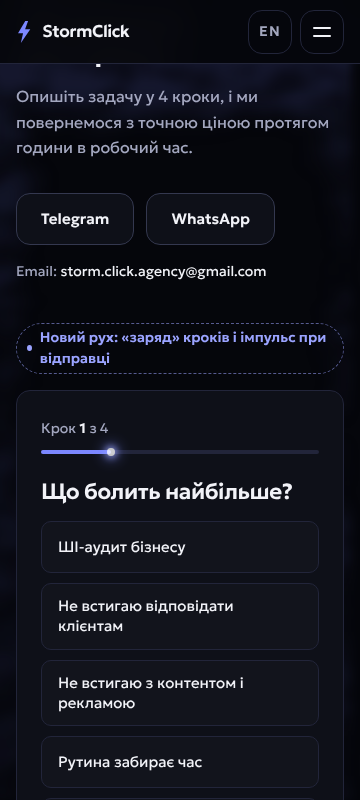 StormClick
EN
Опишіть задачу у 4 кроки, і ми
повернемося з точною ціною протягом
години в робочий час.
Telegram
WhatsApp
Email: storm.click.agency@gmail.com
Новий рух: «заряд» кроків і імпульс при
відправці
Крок 1 з 4
Що болить найбільше?
ШІ-аудит бізнесу
Не встигаю відповідати
клієнтам
Не встигаю з контентом і
рекламою
Рутина забирає час